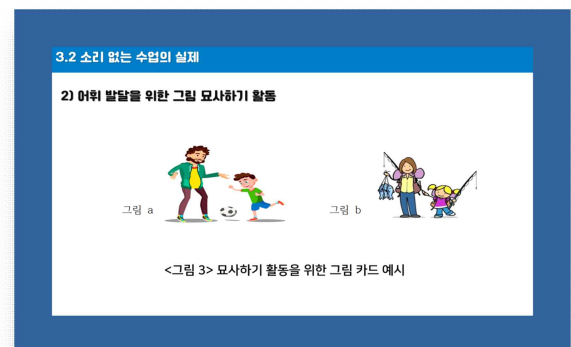 3.2 소리 없는 수업의 실제
2) 어휘 발달을 위한 그림 묘사하기 활동
그림 a
그림 b
<그림 3> 묘사하기 활동을 위한 그림 카드 예시